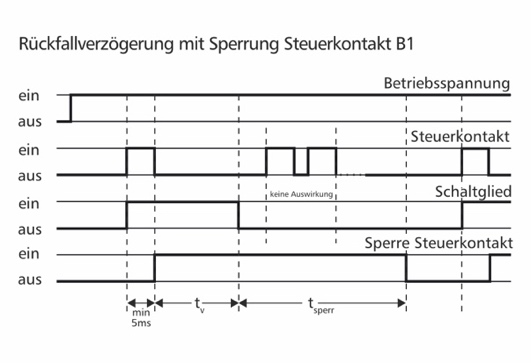 Rückfallverzögerung mit Sperrung Steuerkontakt B1
Betriebsspannung
ein
aus
Steuerkontakt
ein
aus
keine Auswirkung
Schaltglied
ein
aus
Sperre Steuerkontakt
ein
aus
min
5ms
tv
tsperr